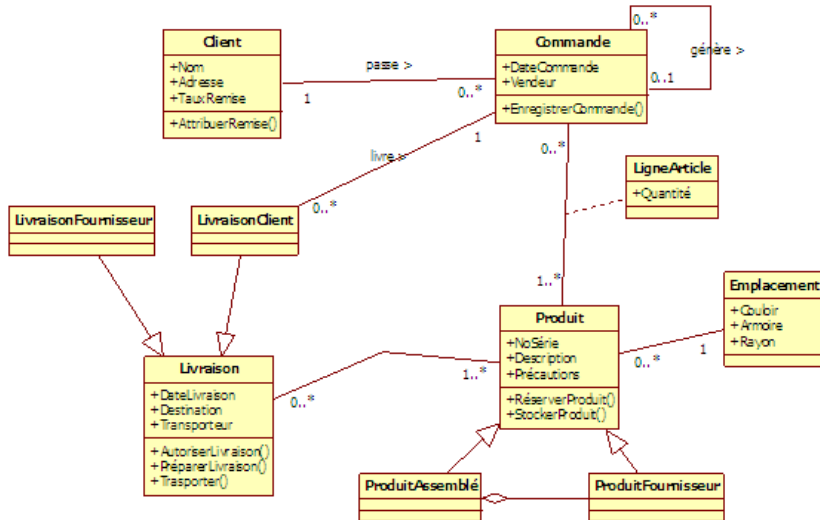 Client
+Nom
+Adresse
+TauxRemise
+AttribuerRemise()
passe >
1
0..*
Commande
+DateCommande
+Vendeur
+EnregistrerCommande()
0..*
génère >
0..1
livre >
1
0..*
0..*
LigneArticle
+Quantité
1..*
LivraisonFournisseur
LivraisonClient
Emplacement
+Couloir
+Armoire
+Rayon
Produit
+NoSérie
+Description
+Précautions
+RéserverProduit()
+StockerProduit()
0..*
1
Livraison
+DateLivraison
+Destination
+Transporteur
+AutoriserLivraison()
+PréparerLivraison()
+Trasporter()
0..*
1..*
ProduitAssemblé
ProduitFournisseur